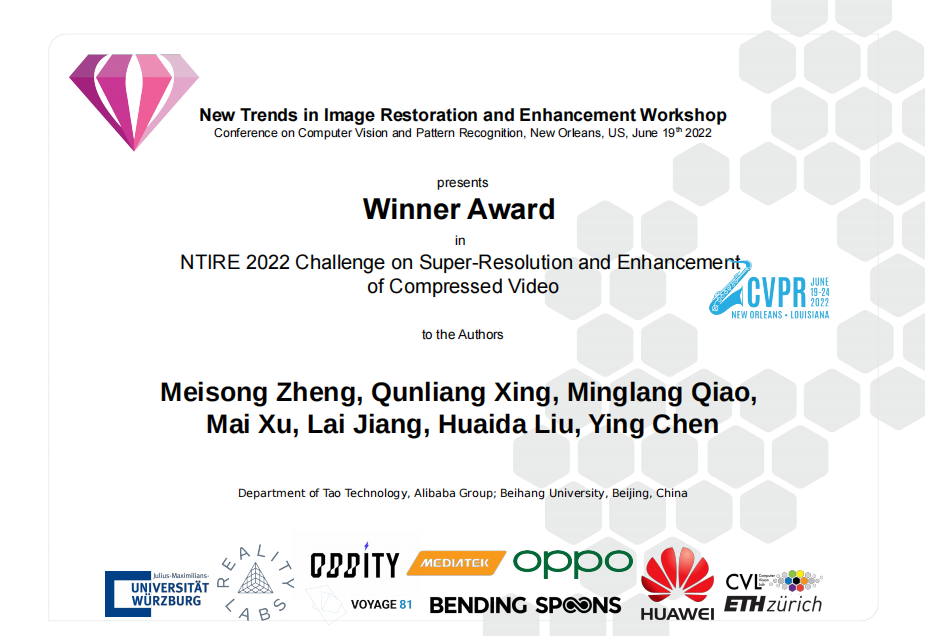 New Trends in Image Restoration and Enhancement Workshop
Conference on Computer Vision and Pattern Recognition, New Orleans, US, June 19th 2022
presents
Winner Award
in
NTIRE 2022 Challenge on Super-Resolution and Enhancement
of Compressed Video
CVPR
JUNE
19-24
2022
NEW ORLEANS • LOUISIANA
to the Authors
Meisong Zheng, Qunliang Xing, Minglang Qiao,
Mai Xu, Lai Jiang, Huaida Liu, Ying Chen
Department of Tao Technology, Alibaba Group; Beihang University, Beijing, China
Julius-Maximilians-
UNIVERSITÄT
WÜRZBURG
REALITY
LABS
ODDITY
MEDIATEK
oppo
VOYAGE 81
BENDING SPOONS
HUAWEI
CVL
Computer
Vision
Lab
ETH zürich